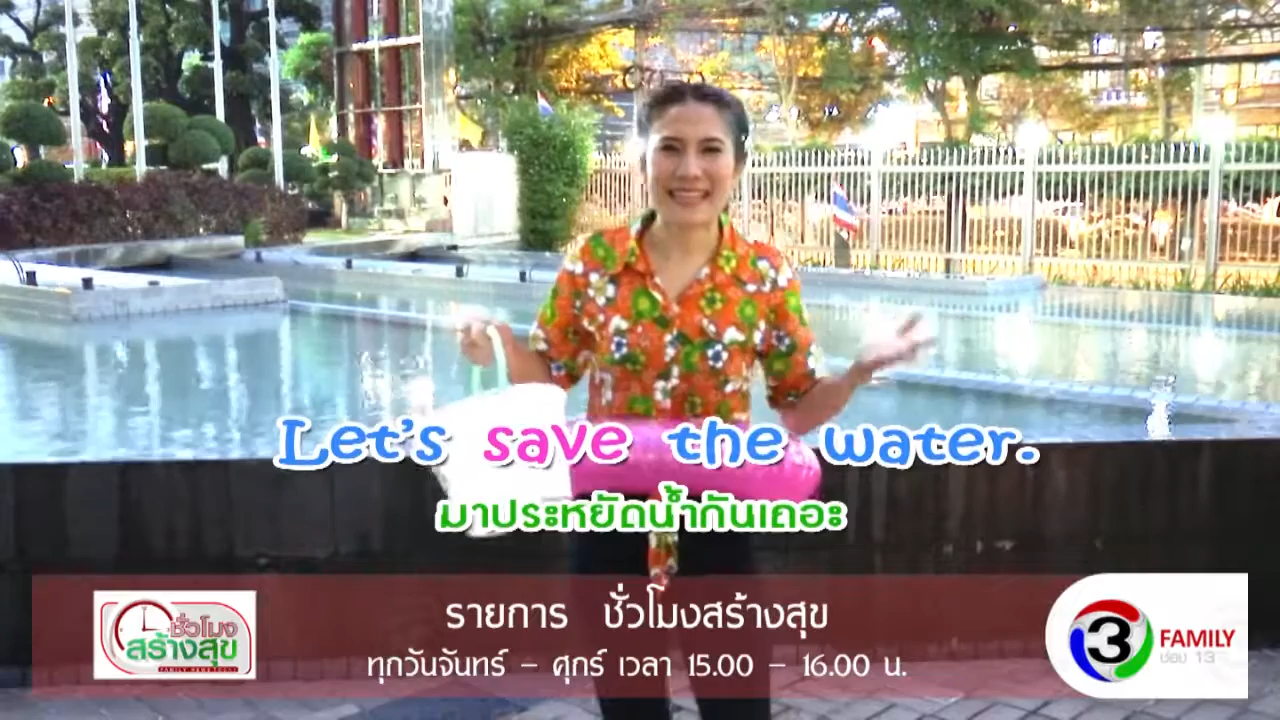 Let's save the water.
มาประหยัดน้ำกันเถอะ
รายการ ชั่วโมงสร้างสุข
ทุกวันจันทร์ – ศุกร์ เวลา 15.00 – 16.00 น.
ชั่วโมง
สร้างสุข
3 FAMILY
ช่อง 13